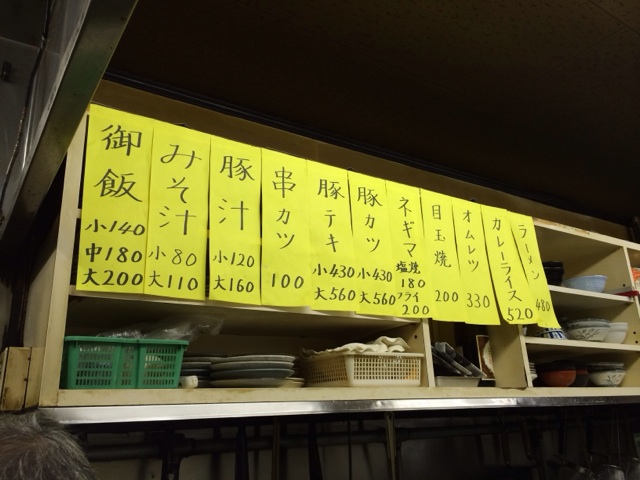 御飯
小140
中180
大200
みそ汁
小80
大110
豚汁
小120
大160
串カツ
100
豚テキ
小430
大560
豚カツ
小430
大560
ネギマ
塩焼
180
フライ
200
目玉焼
200
オムレツ
330
カレーライス
520
ラーメン
480